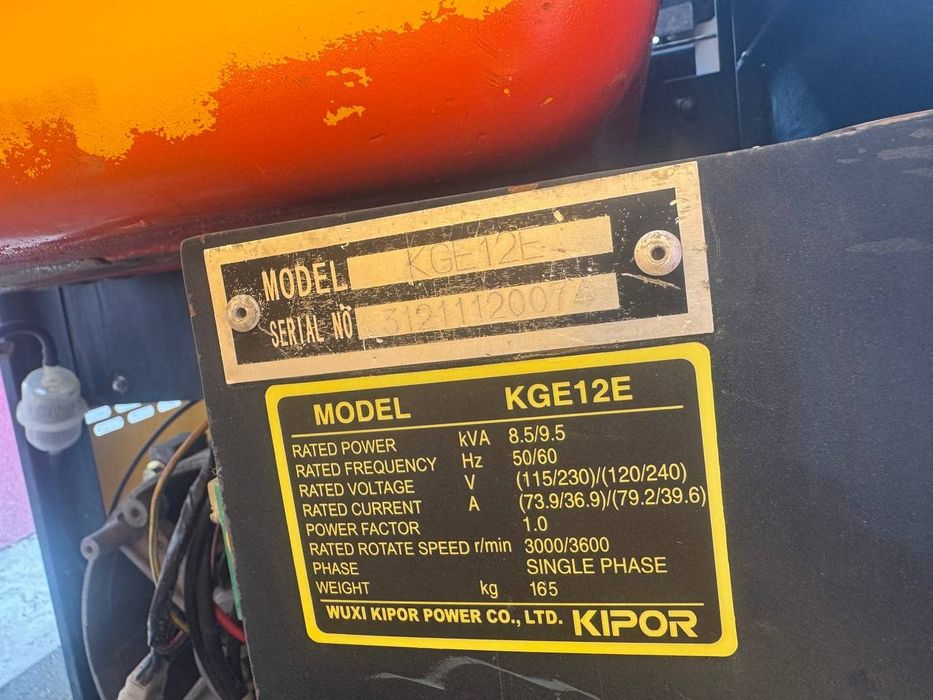 MODEL KGE12E
SERIAL NO 31211120074
MODEL KGE12E
RATED POWER kVA 8.5/9.5
RATED FREQUENCY Hz 50/60
RATED VOLTAGE V (115/230)/(120/240)
RATED CURRENT A (73.9/36.9)/(79.2/39.6)
POWER FACTOR 1.0
RATED ROTATE SPEED r/min 3000/3600
PHASE SINGLE PHASE
WEIGHT kg 165
WUXI KIPOR POWER CO., LTD. KIPOR